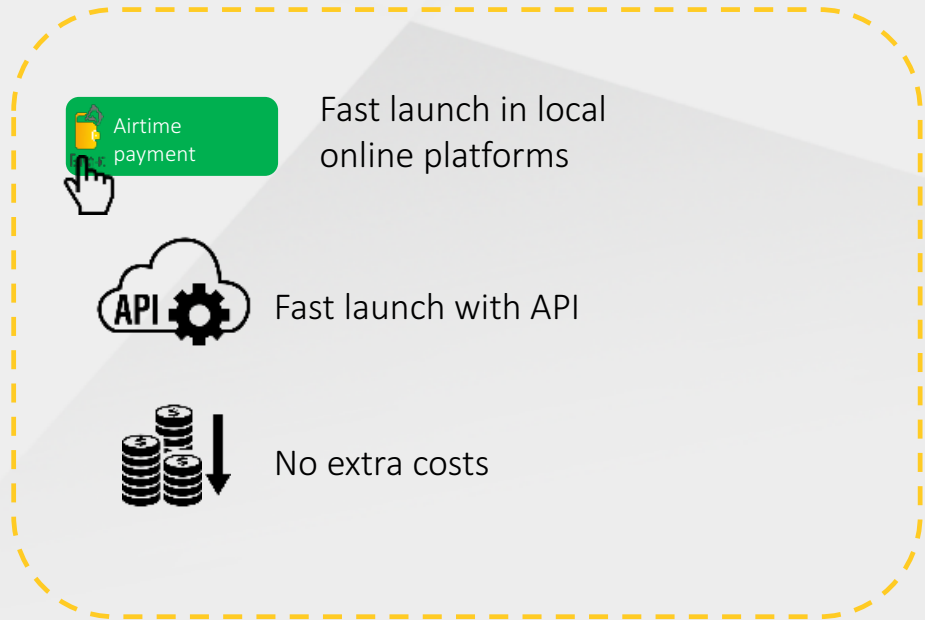 Airtime
payment
Fast launch in local
online platforms
API
Fast launch with API
No extra costs